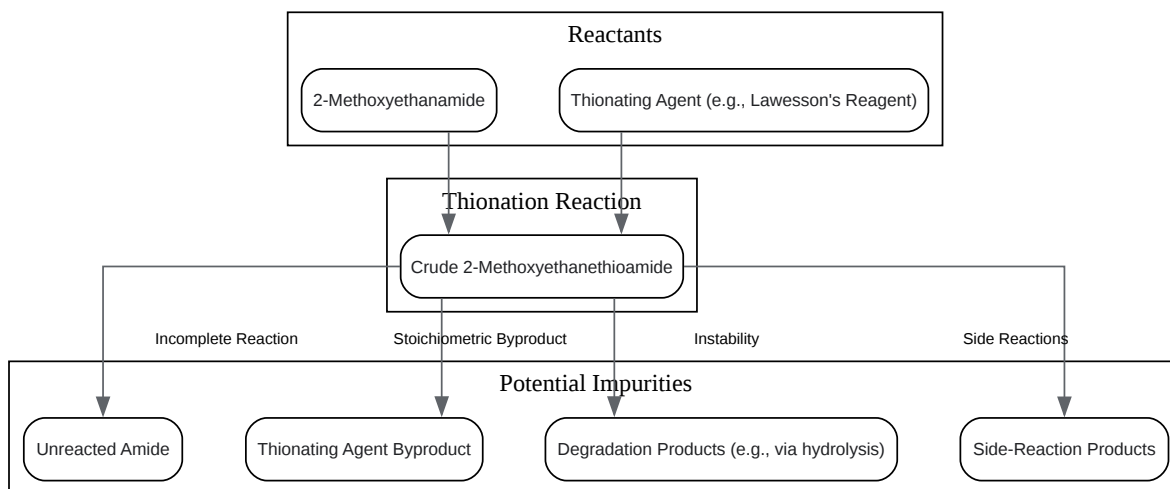 Reactants
2-Methoxyethanamide
Thionating Agent (e.g., Lawesson's Reagent)
Thionation Reaction
Crude 2-Methoxyethanethioamide
Incomplete Reaction
Stoichiometric Byproduct
Instability
Side Reactions
Potential Impurities
Unreacted Amide
Thionating Agent Byproduct
Degradation Products (e.g., via hydrolysis)
Side-Reaction Products